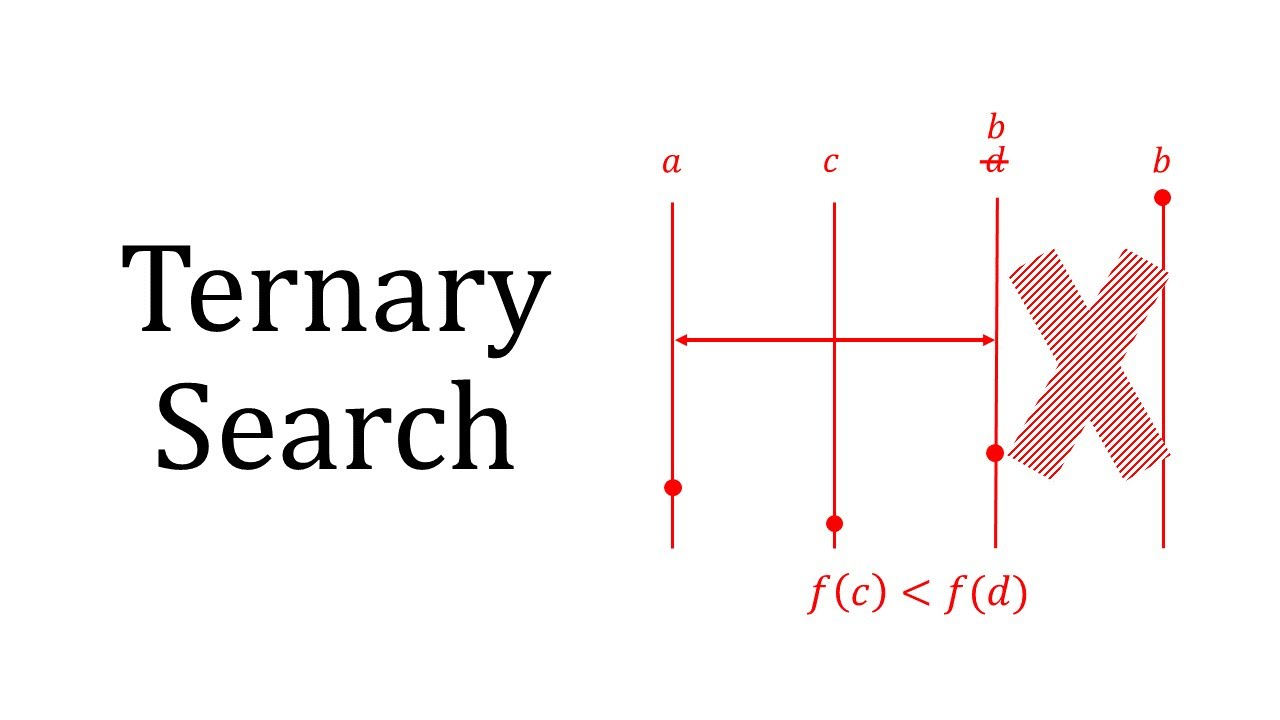 Ternary
Search
b
a c d b
f(c) < f(d)